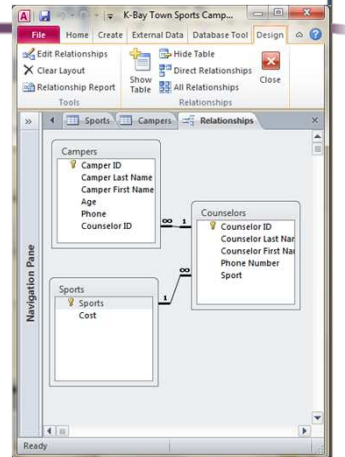 A K-Bay Town Sports Camp...
File Home Create External Data Database Tool Design
Edit Relationships
Clear Layout
Relationship Report
Tools
Show Table
Hide Table
Direct Relationships
All Relationships
Relationships
Close
» Sports Campers Relationships ×
Navigation Pane
Campers
Camper ID
Camper Last Name
Camper First Name
Age
Phone
Counselor ID
∞ 1
Counselors
Counselor ID
Counselor Last Nar
Counselor First Nar
Phone Number
Sport
∞
1
Sports
Sports
Cost
Ready